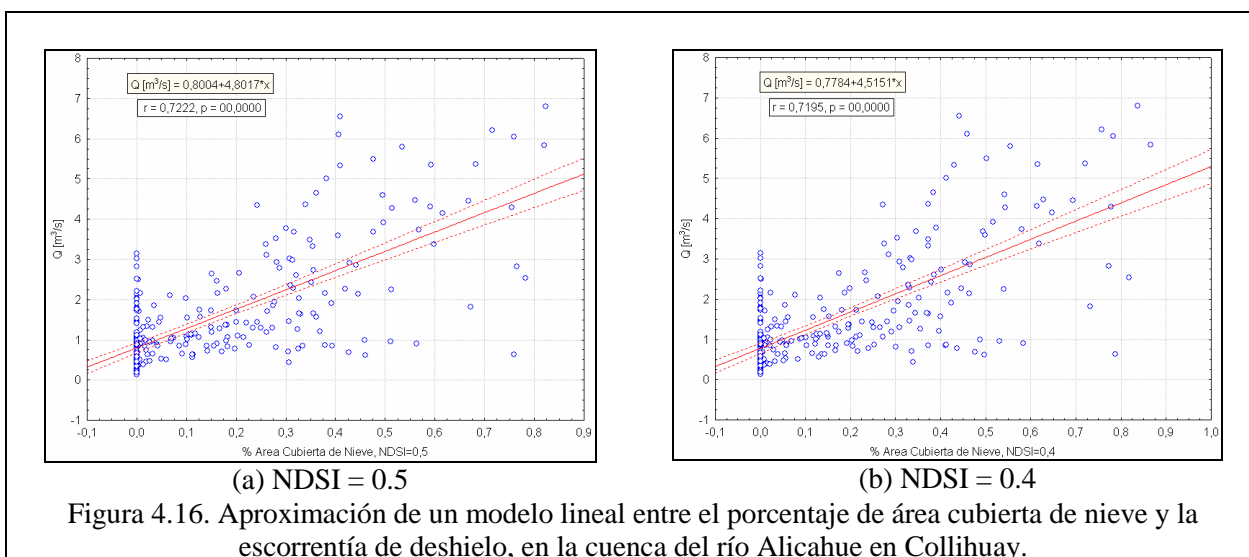 8
7
6
5
4
3
2
1
0
-1
Q [m³/s]
Q [m³/s] = 0,8004+4,8017*x
r = 0,7222, p = 00,0000
-0,1 0,0 0,1 0,2 0,3 0,4 0,5 0,6 0,7 0,8 0,9
% Area Cubierta de Nieve, NDSI=0,5
(a) NDSI = 0.5
8
7
6
5
4
3
2
1
0
-1
Q [m³/s]
Q [m³/s] = 0,7784+4,5151*x
r = 0,7195, p = 00,0000
-0,1 0,0 0,1 0,2 0,3 0,4 0,5 0,6 0,7 0,8 0,9 1,0
% Area Cubierta de Nieve, NDSI=0,4
(b) NDSI = 0.4
Figura 4.16. Aproximación de un modelo lineal entre el porcentaje de área cubierta de nieve y la
escorrentía de deshielo, en la cuenca del río Alicahue en Collihuay.